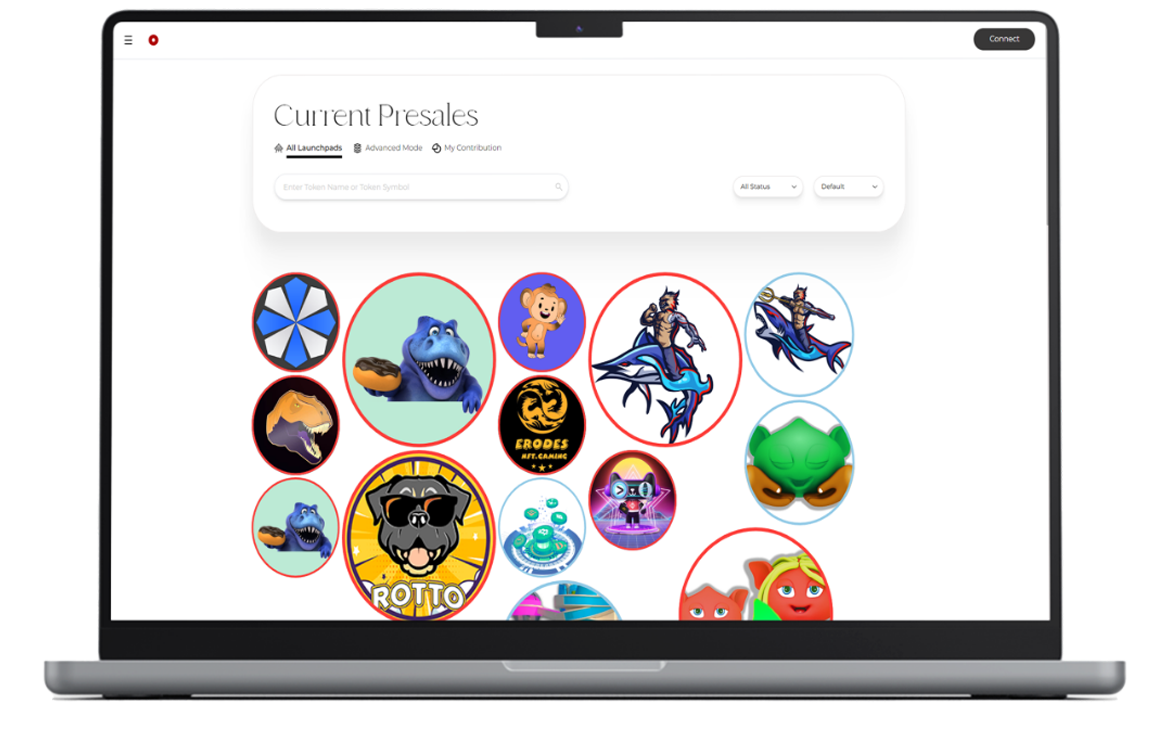 Connect
Current Presales
All Launchpads
Advanced Mode
My Contribution
Enter Token Name or Token Symbol
All Status
Default
ERODES
NFT.GAMING
ROTTO